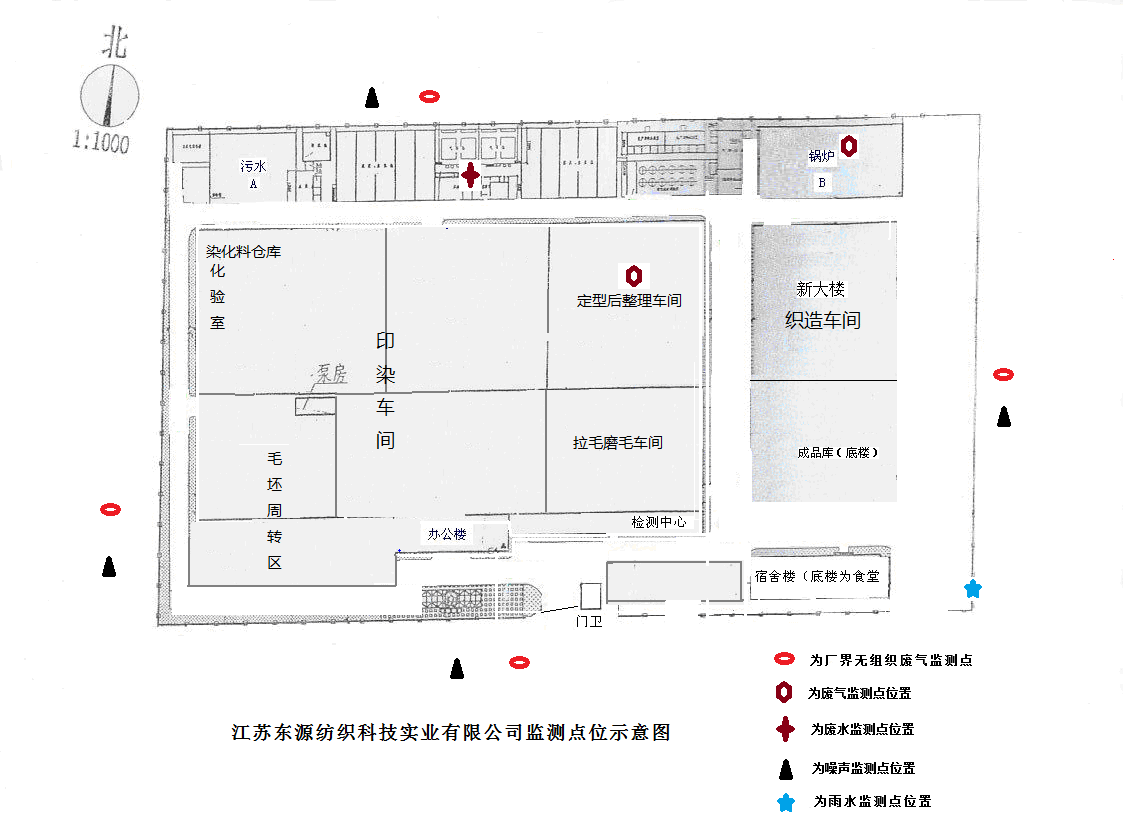 北
1:1000
污水
A
锅炉
B
染化料仓库
化
验
室
定型后整理车间
新大楼
织造车间
印
染
车
间
泵房
拉毛磨毛车间
成品库（底楼）
毛
坯
周
转
区
办公楼
检测中心
宿舍楼（底楼为食堂
门卫
为厂界无组织废气监测点
为废气监测点位置
为废水监测点位置
为噪声监测点位置
为雨水监测点位置
江苏东源纺织科技实业有限公司监测点位示意图